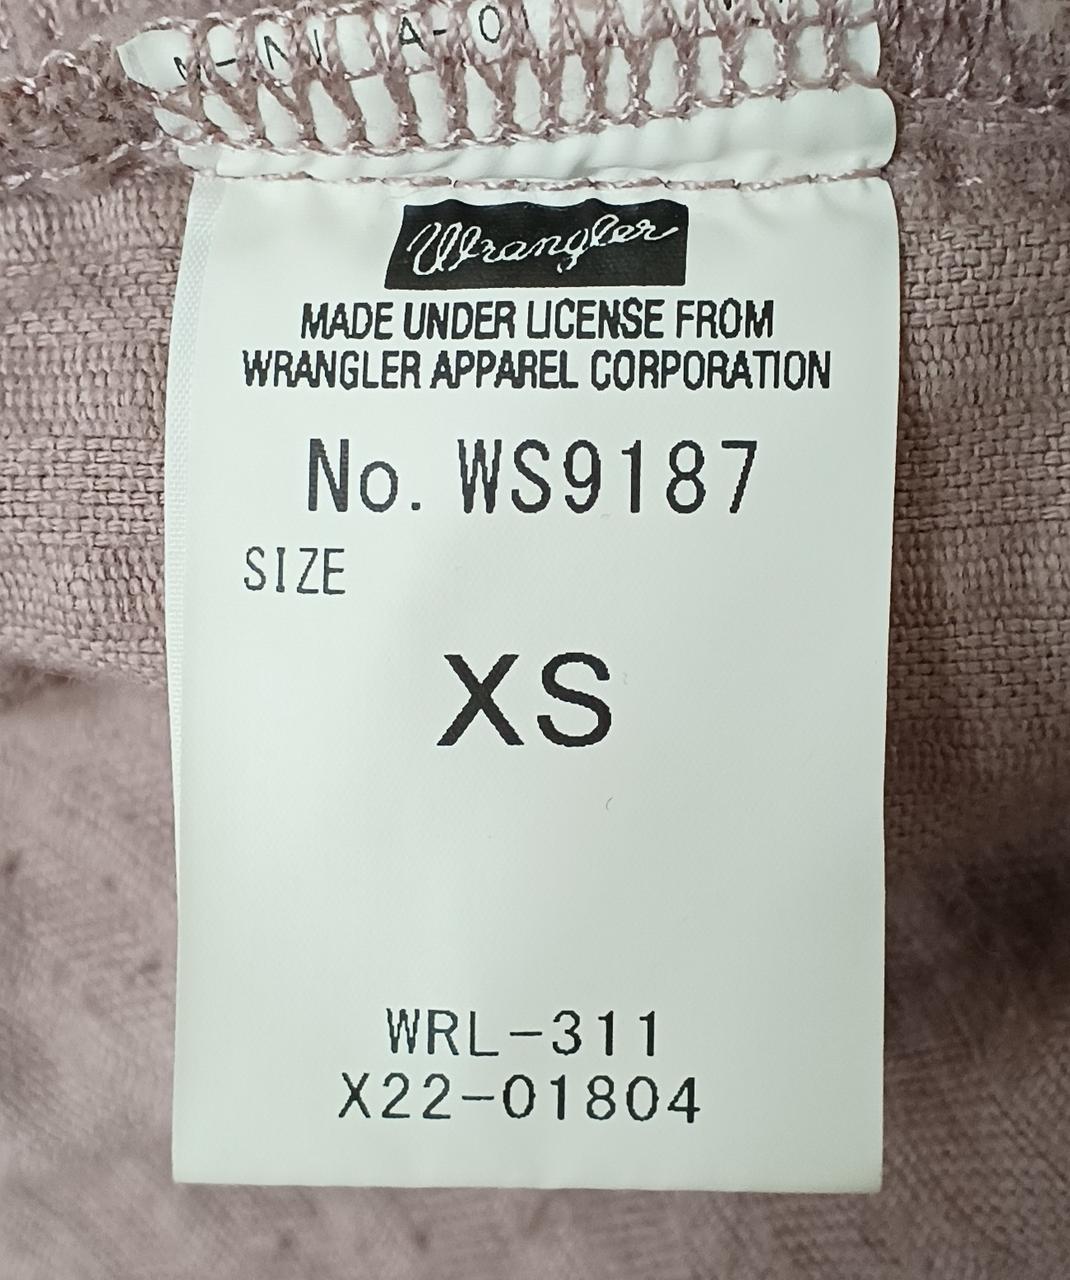 Wrangler
MADE UNDER LICENSE FROM
WRANGLER APPAREL CORPORATION
No. WS9187
SIZE
XS
WRL-311
X22-01804